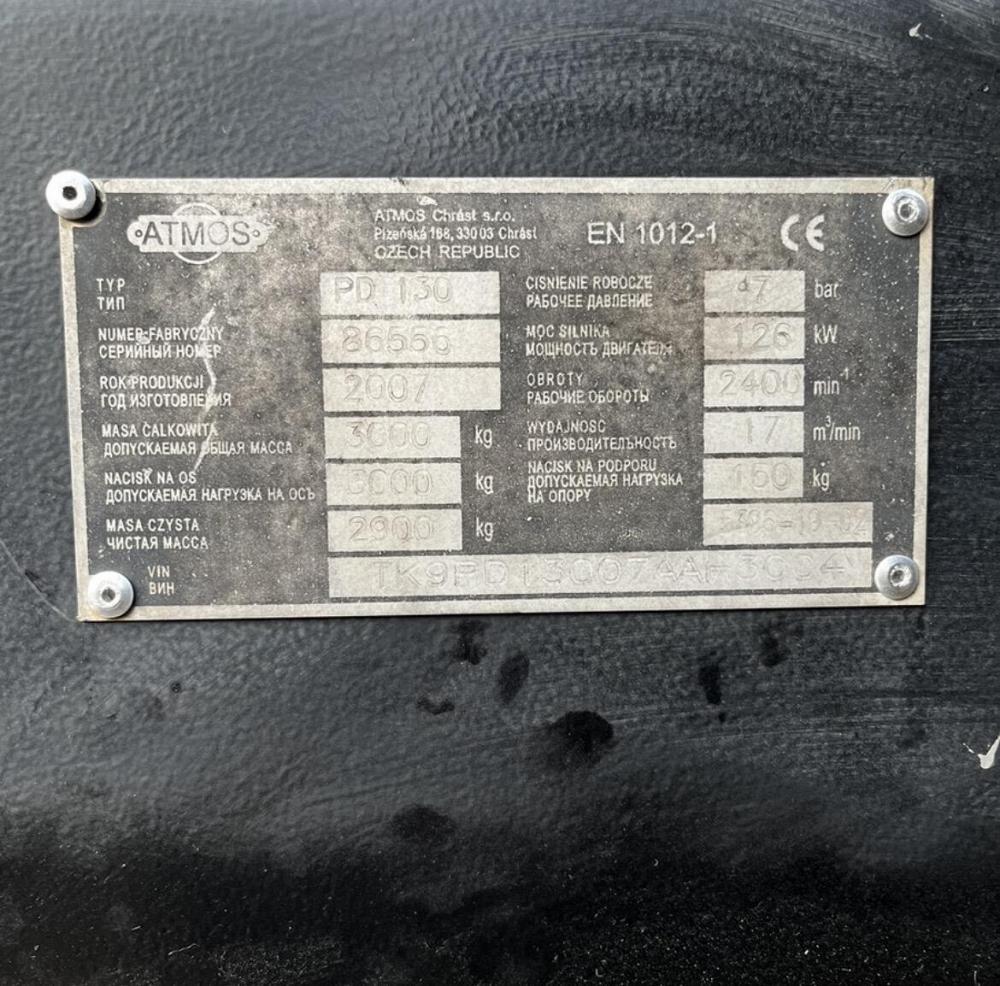 ATMOS
ATMOS Chrást s.r.o.
Plzeňská 168, 330 03 Chrást
CZECH REPUBLIC
EN 1012-1
CE
TYP PD 130
ТИП
NUMER FABRYCZNY
СЕРИЙНЫЙ НОМЕР
ROK PRODUKCJI 2007
ГОД ИЗГОТОВЛЕНИЯ
MASA CALKOWITA 3000 kg
ДОПУСКАЕМАЯ ОБЩАЯ МАССА
NACISK NA OS 3000 kg
ДОПУСКАЕМАЯ НАГРУЗКА НА ОСЬ
MASA CZYSTA 2900 kg
ЧИСТАЯ МАССА
CISNIENIE ROBOCZE 7 bar
РАБОЧЕЕ ДАВЛЕНИЕ
MOC SILNIKA 126 kW
МОЩНОСТЬ ДВИГАТЕЛЯ
OBROTY 2400 min⁻¹
РАБОЧИЕ ОБОРОТЫ
WYDAJNOSC 17 m³/min
ПРОИЗВОДИТЕЛЬНОСТЬ
NACISK NA PODPORU 150 kg
ДОПУСКАЕМАЯ НАГРУЗКА
НА ОПОРУ
VIN
ВИН